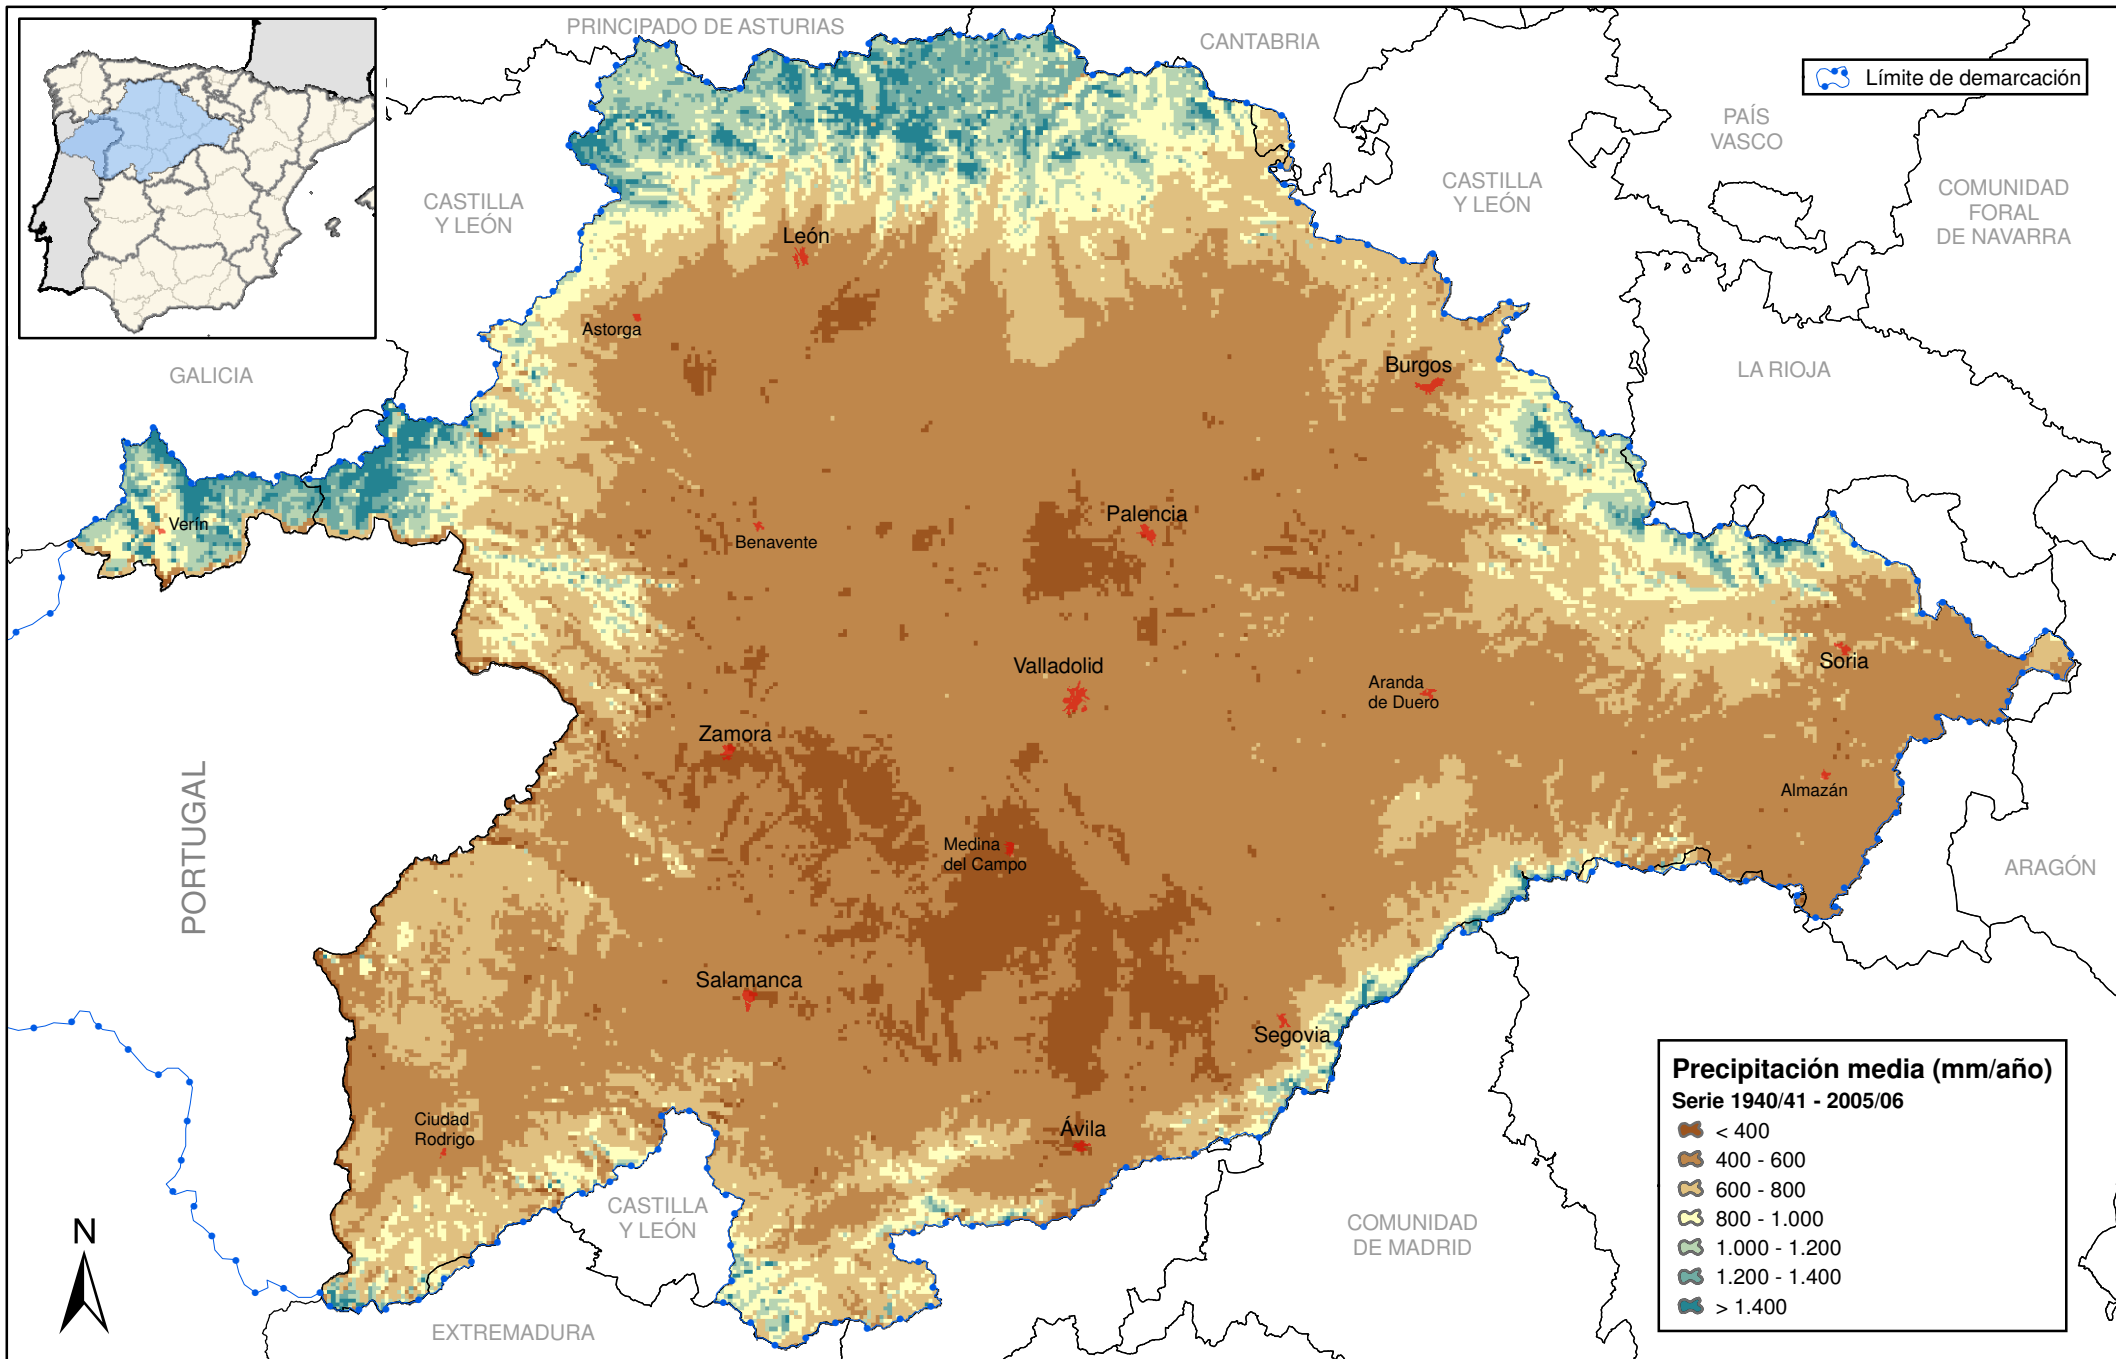 PRINCIPADO DE ASTURIAS
CANTABRIA
Límite de demarcación
PAÍS
VASCO
CASTILLA
Y LEÓN
CASTILLA
Y LEÓN
COMUNIDAD
FORAL
DE NAVARRA
León
Astorga
GALICIA
Burgos
LA RIOJA
Verín
Benavente
Palencia
Valladolid
Aranda
de Duero
Soria
Zamora
Almazán
PORTUGAL
Medina
del Campo
ARAGÓN
Salamanca
Segovia
Ciudad
Rodrigo
Ávila
CASTILLA
Y LEÓN
COMUNIDAD
DE MADRID
EXTREMADURA
N
Precipitación media (mm/año)
Serie 1940/41 - 2005/06
< 400
400 - 600
600 - 800
800 - 1.000
1.000 - 1.200
1.200 - 1.400
> 1.400